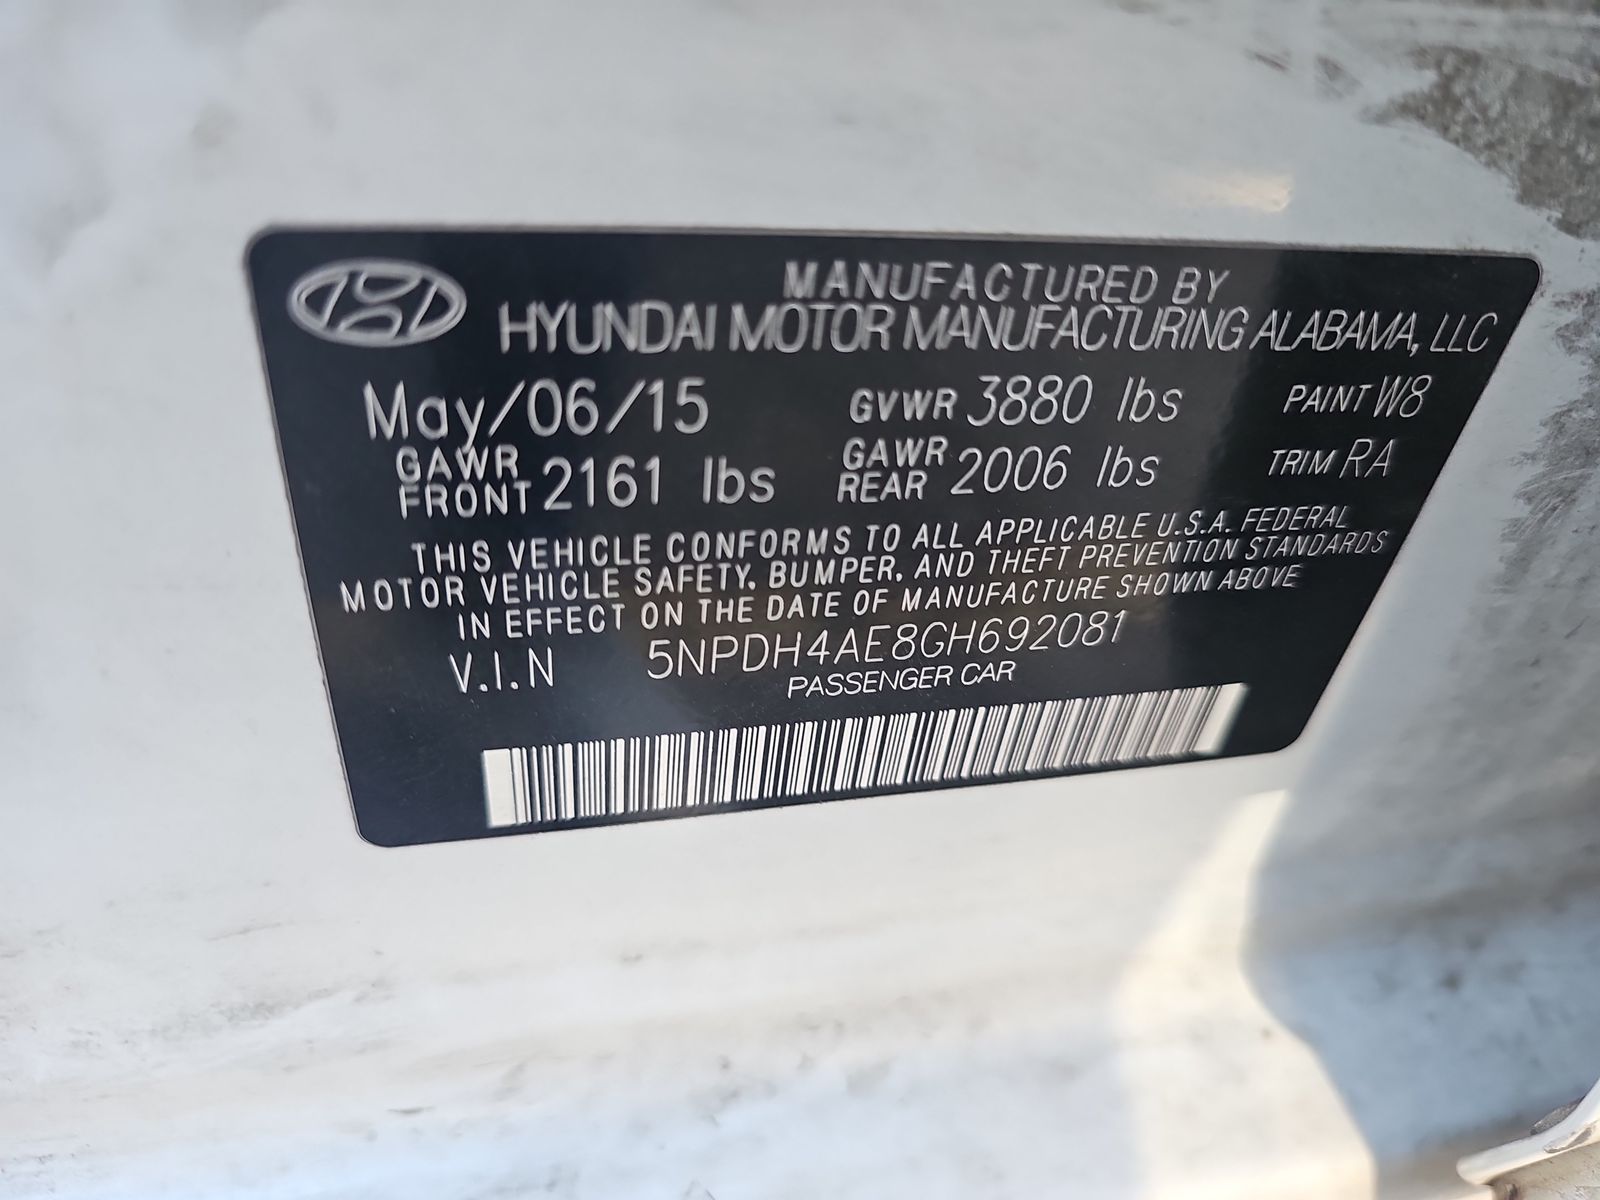 MANUFACTURED BY
HYUNDAI MOTOR MANUFACTURING ALABAMA, LLC
May/06/15 GVWR 3880 lbs PAINT W8
GAWR FRONT 2161 lbs GAWR REAR 2006 lbs TRIM RA
THIS VEHICLE CONFORMS TO ALL APPLICABLE U.S.A. FEDERAL
MOTOR VEHICLE SAFETY, BUMPER, AND THEFT PREVENTION STANDARDS
IN EFFECT ON THE DATE OF MANUFACTURE SHOWN ABOVE
V.I.N 5NPDH4AE8GH692081
PASSENGER CAR